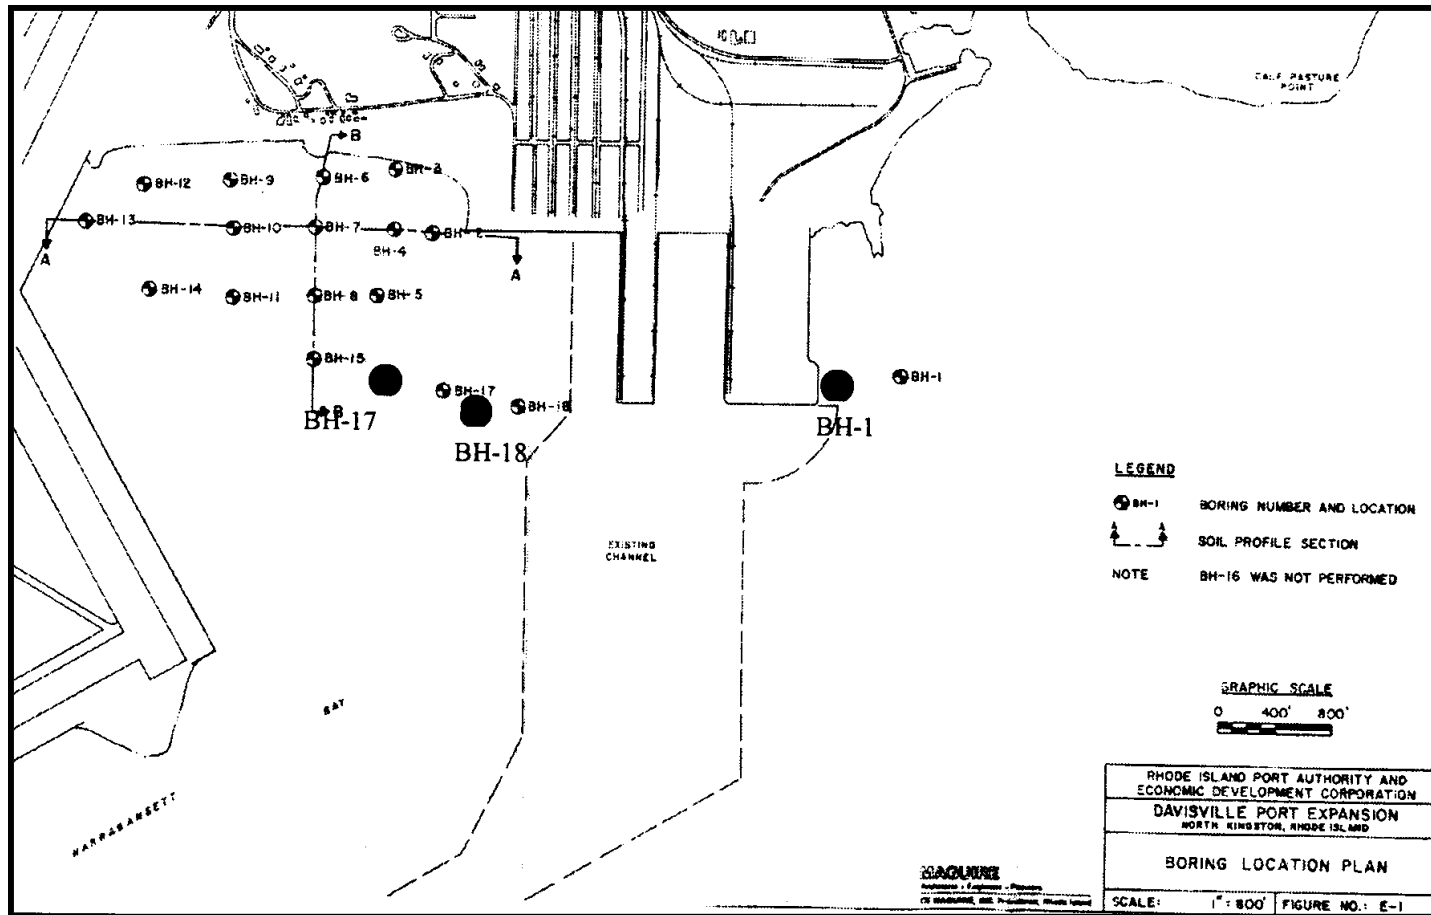 CALF PASTURE
POINT
B
BH-12
BH-9
BH-6
BH-3
BH-13
BH-10
BH-7
BH-4
BH-2
A
A
BH-14
BH-11
BH-8
BH-5
BH-15
BH-17
BH-18
BH-1
B
BH-17
BH-18
BH-1
LEGEND
BH-1 BORING NUMBER AND LOCATION
A A SOIL PROFILE SECTION
NOTE BH-16 WAS NOT PERFORMED
EXISTING
CHANNEL
GRAPHIC SCALE
0 400' 800'
BAY
NARRAGANSETT
RHODE ISLAND PORT AUTHORITY AND
ECONOMIC DEVELOPMENT CORPORATION
DAVISVILLE PORT EXPANSION
NORTH KINGSTON, RHODE ISLAND
BORING LOCATION PLAN
MAGUIRE
Architects • Engineers • Planners
SCALE: 1" = 800' FIGURE NO.: E-1